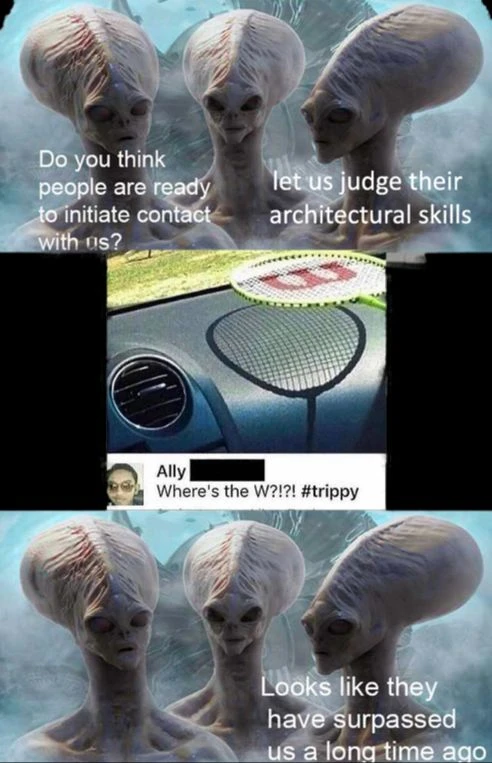 Do you think
people are ready
to initiate contact
with us?
let us judge their
architectural skills
W
Ally
Where's the W?!?! #trippy
Looks like they
have surpassed
us a long time ago